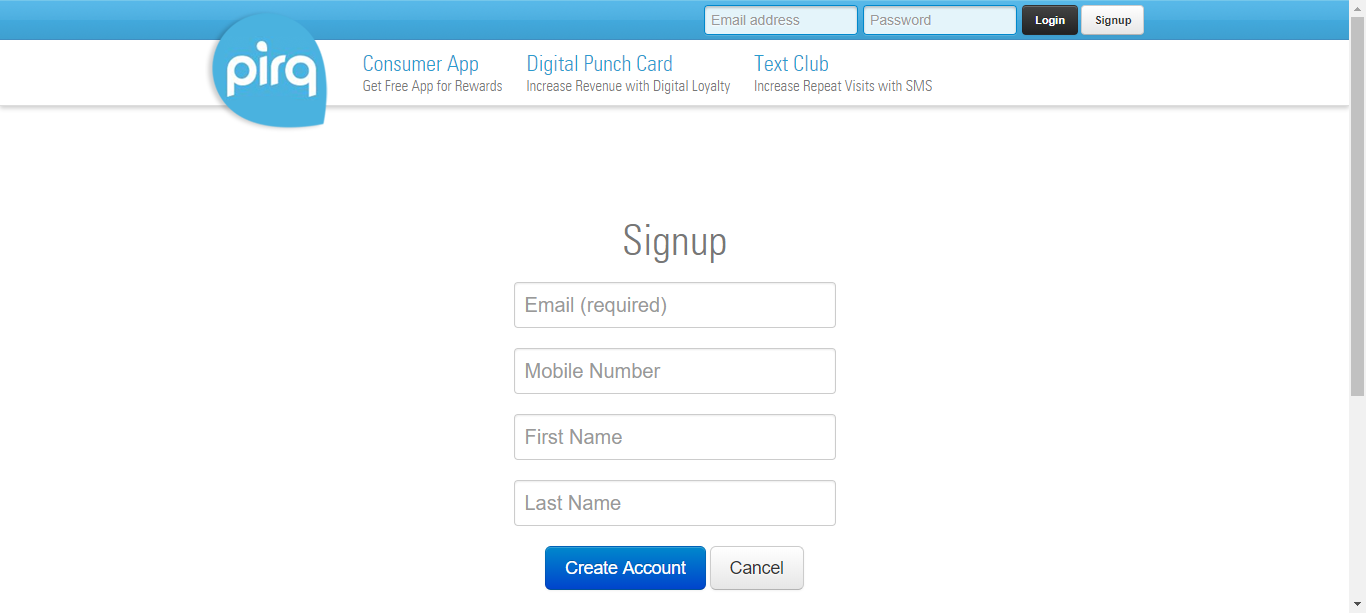 Email address Password Login Signup
pirq
Consumer App Digital Punch Card Text Club
Get Free App for Rewards Increase Revenue with Digital Loyalty Increase Repeat Visits with SMS
Signup
Email (required)
Mobile Number
First Name
Last Name
Create Account Cancel